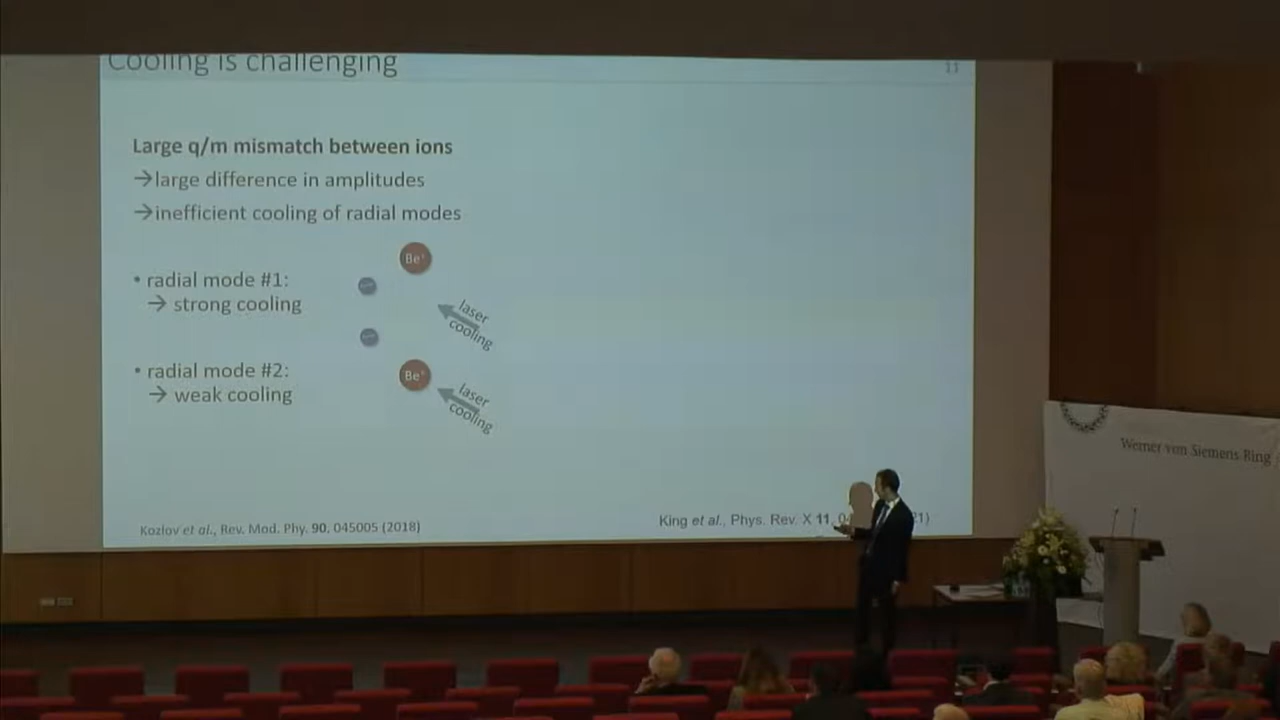 Cooling is challenging
11
Large q/m mismatch between ions
→large difference in amplitudes
→inefficient cooling of radial modes
Be⁺
• radial mode #1:
→ strong cooling
laser
cooling
• radial mode #2:
→ weak cooling
Be⁺
laser
cooling
Kozlov et al., Rev. Mod. Phy. 90, 045005 (2018)
King et al., Phys. Rev. X 11, 0 21)
Werner von Siemens Ring